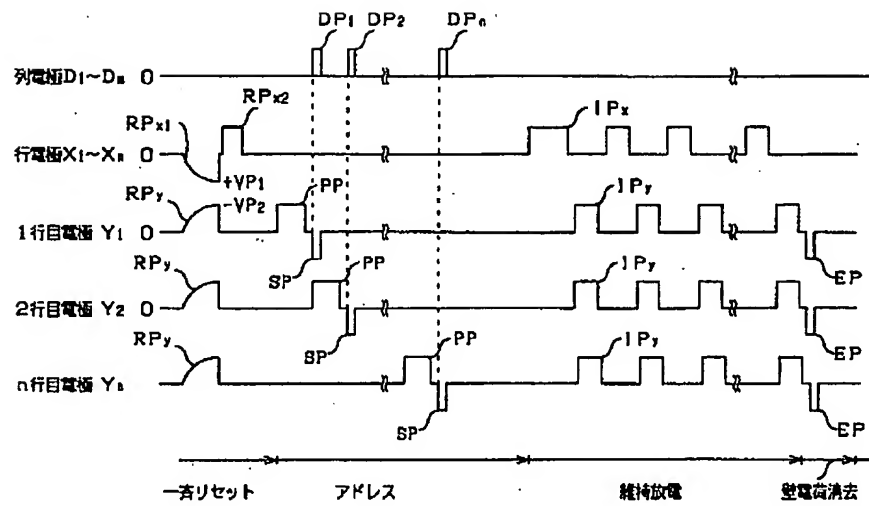 DP₁ DP₂ DPₙ
列電極D₁〜Dₘ 0
RPx₂
RPx₁ IPx
行電極X₁〜Xₙ 0
+VP₁
RPy -VP₂ PP IPy
1行目電極 Y₁ 0
SP EP
RPy PP IPy
2行目電極 Y₂ 0
SP EP
RPy PP IPy
n行目電極 Yₙ
SP EP
一斉リセット アドレス 維持放電 壁電荷消去